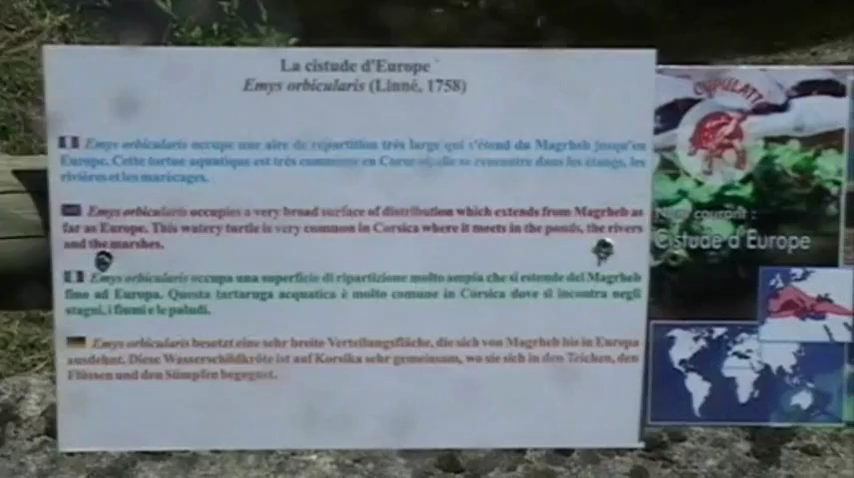 La cistude d'Europe
Emys orbicularis (Linné, 1758)
Emys orbicularis occupe une aire de répartition très large qui s'étend du Maghreb jusqu'en
Europe. Cette tortue aquatique est très commune en Corse où elle se rencontre dans les étangs, les
rivières et les marécages.
Emys orbicularis occupies a very broad surface of distribution which extends from Magrheb as
far as Europe. This watery turtle is very common in Corsica where it meets in the ponds, the rivers
and the marshes.
Emys orbicularis occupa una superficie di ripartizione molto ampia che si estende del Magrheb
fino ad Europa. Questa tartaruga acquatica è molto comune in Corsica dove si incontra negli
stagni, i fiumi e le paludi.
Emys orbicularis besetzt eine sehr breite Verteilungsfläche, die sich von Magrheb bis in Europa
ausdehnt. Diese Wasserschildkröte ist auf Korsika sehr gemeinsam, wo sie sich in den Teichen, den
Flüssen und den Sümpfen begegnet.
CUPULATTA
Nom courant :
Cistude d'Europe